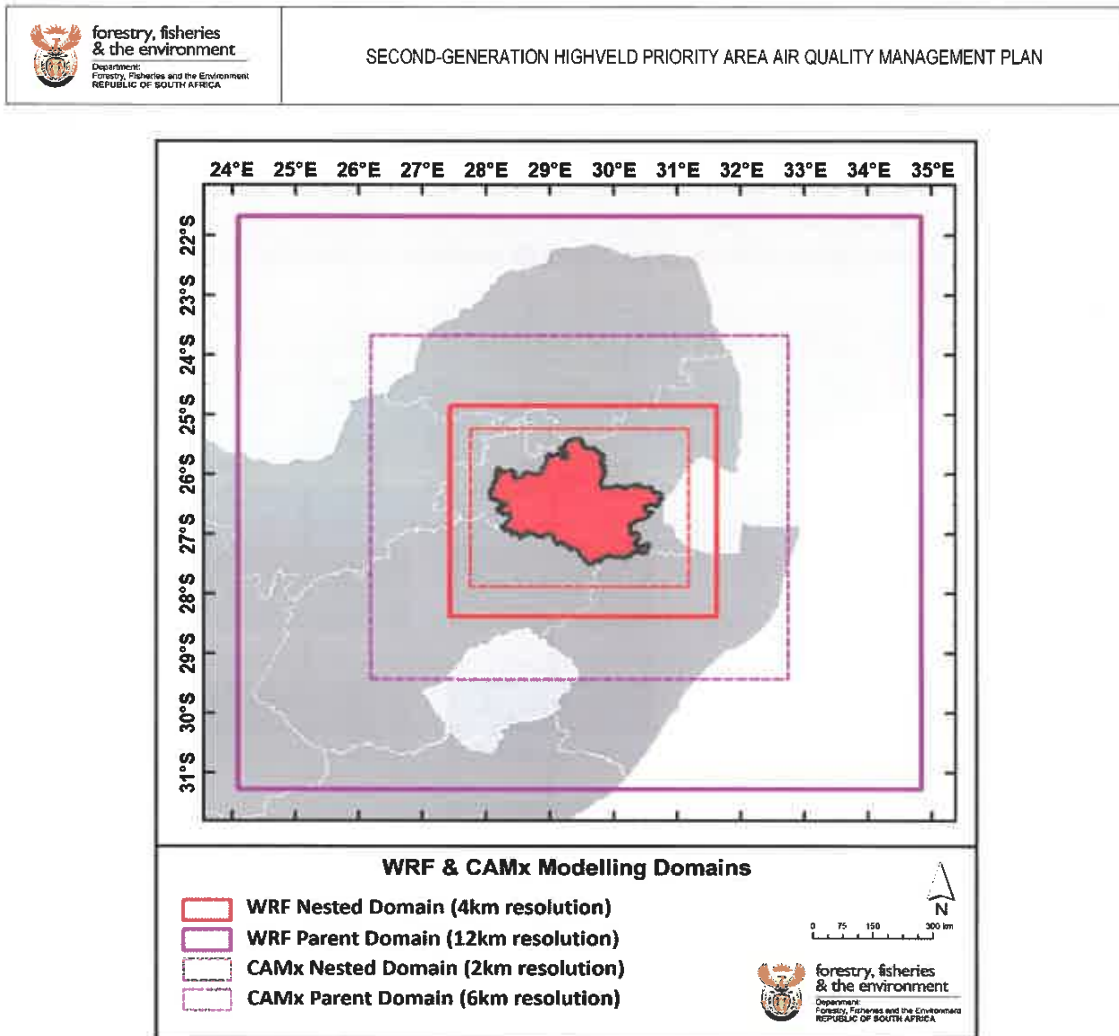 forestry, fisheries
& the environment
Department:
Forestry, Fisheries and the Environment
REPUBLIC OF SOUTH AFRICA
SECOND-GENERATION HIGHVELD PRIORITY AREA AIR QUALITY MANAGEMENT PLAN
24°E 25°E 26°E 27°E 28°E 29°E 30°E 31°E 32°E 33°E 34°E 35°E
22°S
23°S
24°S
25°S
26°S
27°S
28°S
29°S
30°S
31°S
WRF & CAMx Modelling Domains
WRF Nested Domain (4km resolution)
WRF Parent Domain (12km resolution)
CAMx Nested Domain (2km resolution)
CAMx Parent Domain (6km resolution)
N
0 75 150 300 km
forestry, fisheries
& the environment
Department:
Forestry, Fisheries and the Environment
REPUBLIC OF SOUTH AFRICA